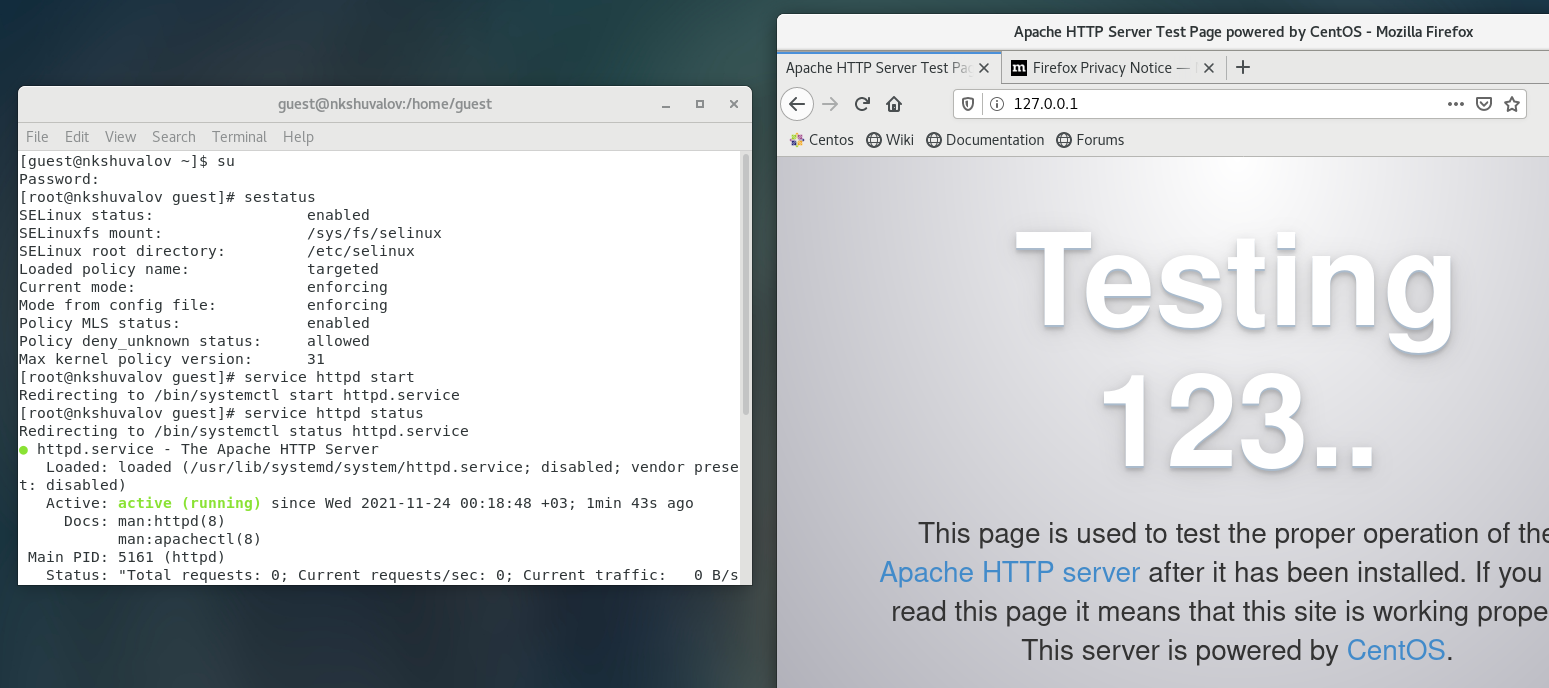 guest@nkshuvalov:/home/guest
File Edit View Search Terminal Help
[guest@nkshuvalov ~]$ su
Password:
[root@nkshuvalov guest]# sestatus
SELinux status:                 enabled
SELinuxfs mount:                /sys/fs/selinux
SELinux root directory:         /etc/selinux
Loaded policy name:             targeted
Current mode:                   enforcing
Mode from config file:          enforcing
Policy MLS status:              enabled
Policy deny_unknown status:     allowed
Max kernel policy version:      31
[root@nkshuvalov guest]# service httpd start
Redirecting to /bin/systemctl start httpd.service
[root@nkshuvalov guest]# service httpd status
Redirecting to /bin/systemctl status httpd.service
● httpd.service - The Apache HTTP Server
   Loaded: loaded (/usr/lib/systemd/system/httpd.service; disabled; vendor prese
t: disabled)
   Active: active (running) since Wed 2021-11-24 00:18:48 +03; 1min 43s ago
     Docs: man:httpd(8)
           man:apachectl(8)
 Main PID: 5161 (httpd)
   Status: "Total requests: 0; Current requests/sec: 0; Current traffic:   0 B/s
Apache HTTP Server Test Page powered by CentOS - Mozilla Firefox
Apache HTTP Server Test Pag Firefox Privacy Notice —
127.0.0.1
Centos Wiki Documentation Forums
Testing
123..
This page is used to test the proper operation of the
Apache HTTP server after it has been installed. If you
read this page it means that this site is working prope
This server is powered by CentOS.